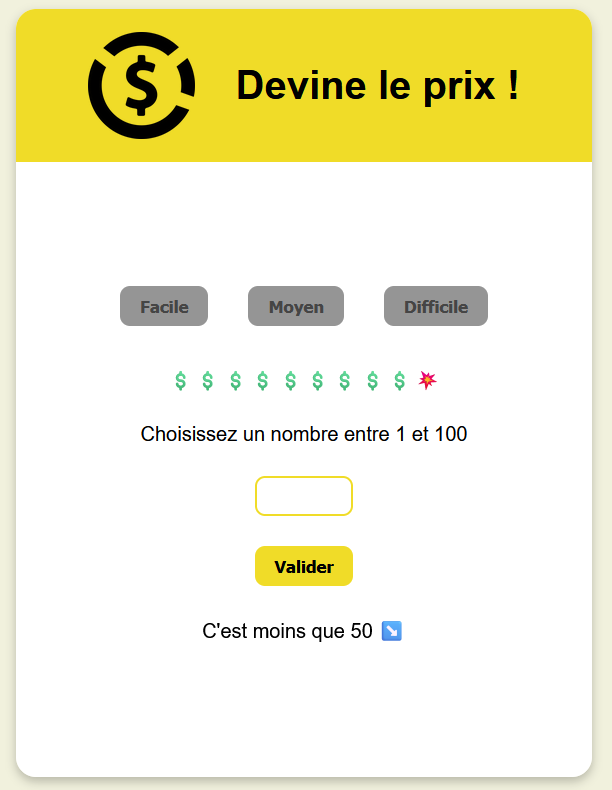 Devine le prix !
Facile Moyen Difficile
$ $ $ $ $ $ $ $ $ 💥
Choisissez un nombre entre 1 et 100
Valider
C'est moins que 50 ↘️